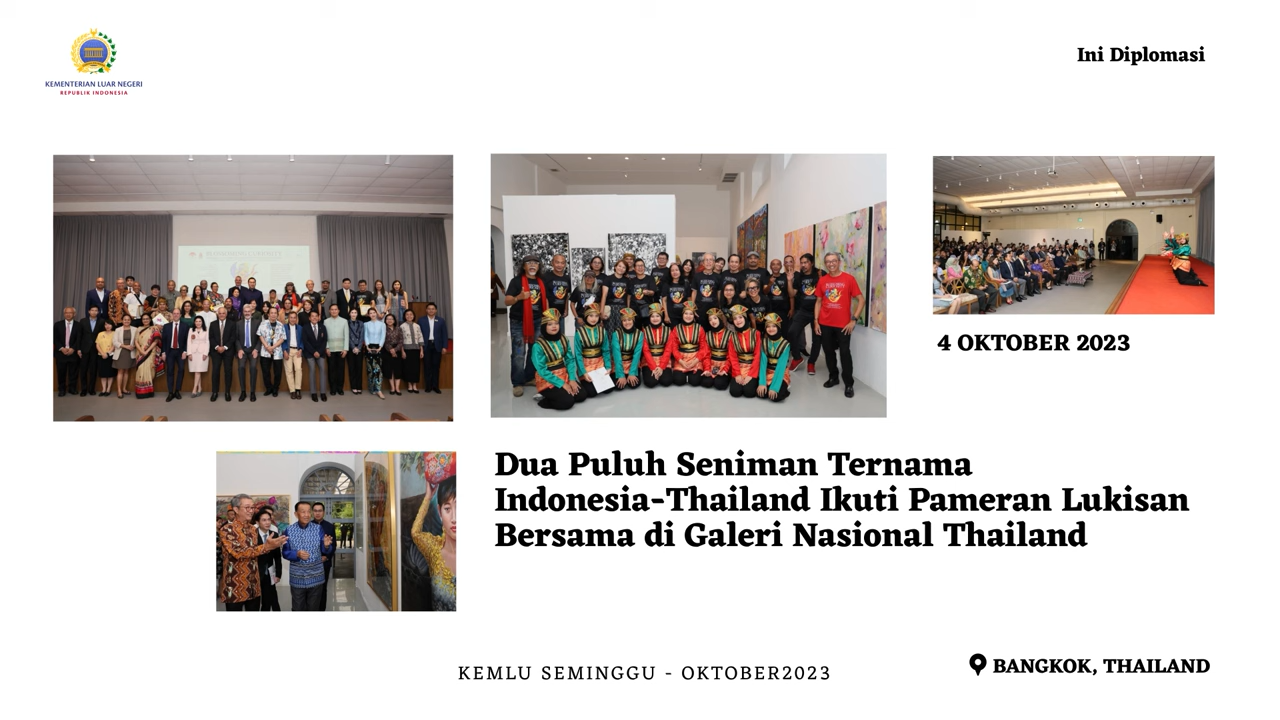 KEMENTERIAN LUAR NEGERI
REPUBLIK INDONESIA
Ini Diplomasi
4 OKTOBER 2023
Dua Puluh Seniman Ternama
Indonesia-Thailand Ikuti Pameran Lukisan
Bersama di Galeri Nasional Thailand
KEMLU SEMINGGU - OKTOBER2023
BANGKOK, THAILAND